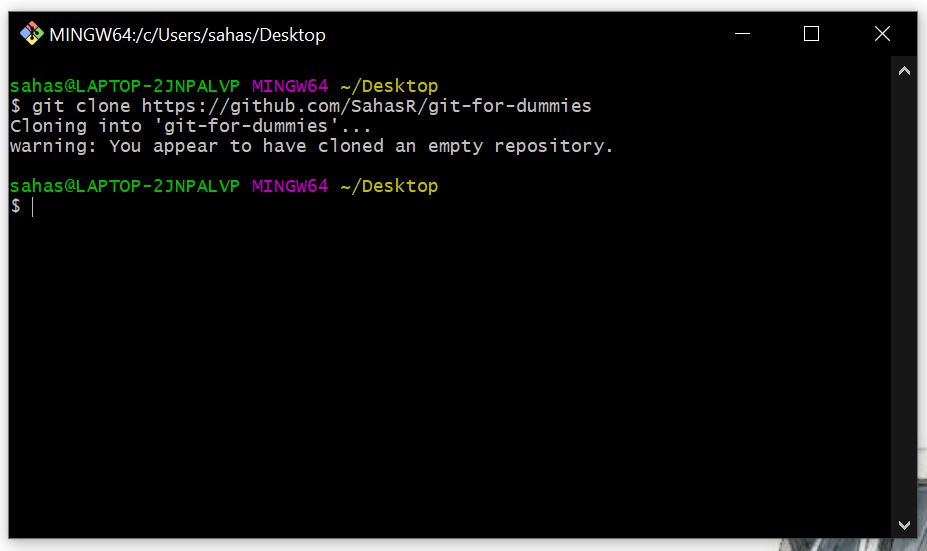 MINGW64:/c/Users/sahas/Desktop
sahas@LAPTOP-2JNPALVP MINGW64 ~/Desktop
$ git clone https://github.com/SahasR/git-for-dummies
Cloning into 'git-for-dummies'...
warning: You appear to have cloned an empty repository.
sahas@LAPTOP-2JNPALVP MINGW64 ~/Desktop
$